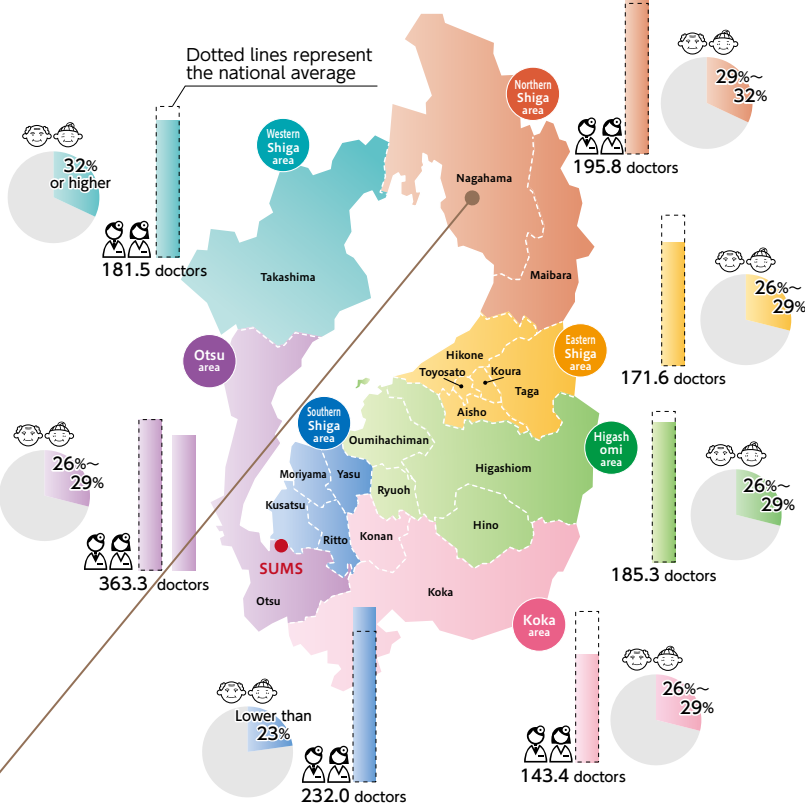 Dotted lines represent
the national average
Northern
Shiga
area
29%~
32%
195.8 doctors
Western
Shiga
area
32%
or higher
181.5 doctors
Nagahama
Maibara
Takashima
26%~
29%
171.6 doctors
Otsu
area
Hikone
Toyosato
Koura
Taga
Aisho
Eastern
Shiga
area
Southern
Shiga
area
Oumihachiman
Higashiom
Higash
omi
area
26%~
29%
363.3 doctors
Moriyama
Yasu
Ryuoh
Kusatsu
Hino
Ritto
Konan
SUMS
Otsu
Koka
26%~
29%
185.3 doctors
Koka
area
Lower than
23%
232.0 doctors
26%~
29%
143.4 doctors